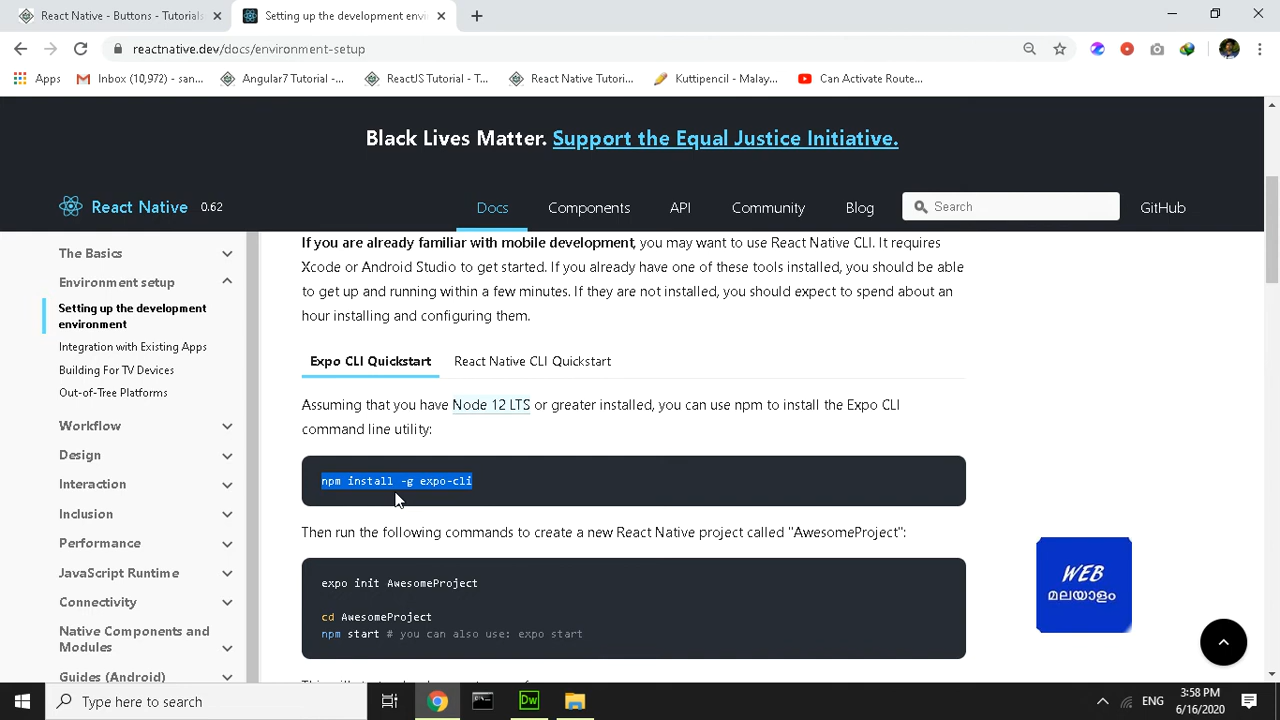 React Native - Buttons - Tutorials
Setting up the development envi
reactnative.dev/docs/environment-setup
Apps
Inbox (10,972) - san...
Angular7 Tutorial -...
ReactJS Tutorial - T...
React Native Tutori...
Kuttipencil - Malay...
Can Activate Route...
Black Lives Matter. Support the Equal Justice Initiative.
React Native 0.62
Docs
Components
API
Community
Blog
Search
GitHub
The Basics
Environment setup
Setting up the development
environment
Integration with Existing Apps
Building For TV Devices
Out-of-Tree Platforms
Workflow
Design
Interaction
Inclusion
Performance
JavaScript Runtime
Connectivity
Native Components and
Modules
Guides (Android)
If you are already familiar with mobile development, you may want to use React Native CLI. It requires
Xcode or Android Studio to get started. If you already have one of these tools installed, you should be able
to get up and running within a few minutes. If they are not installed, you should expect to spend about an
hour installing and configuring them.
Expo CLI Quickstart
React Native CLI Quickstart
Assuming that you have Node 12 LTS or greater installed, you can use npm to install the Expo CLI
command line utility:
npm install -g expo-cli
Then run the following commands to create a new React Native project called "AwesomeProject":
expo init AwesomeProject
cd AwesomeProject
npm start # you can also use: expo start
WEB
മലയാളം
Type here to search
Dw
ENG
3:58 PM
6/16/2020